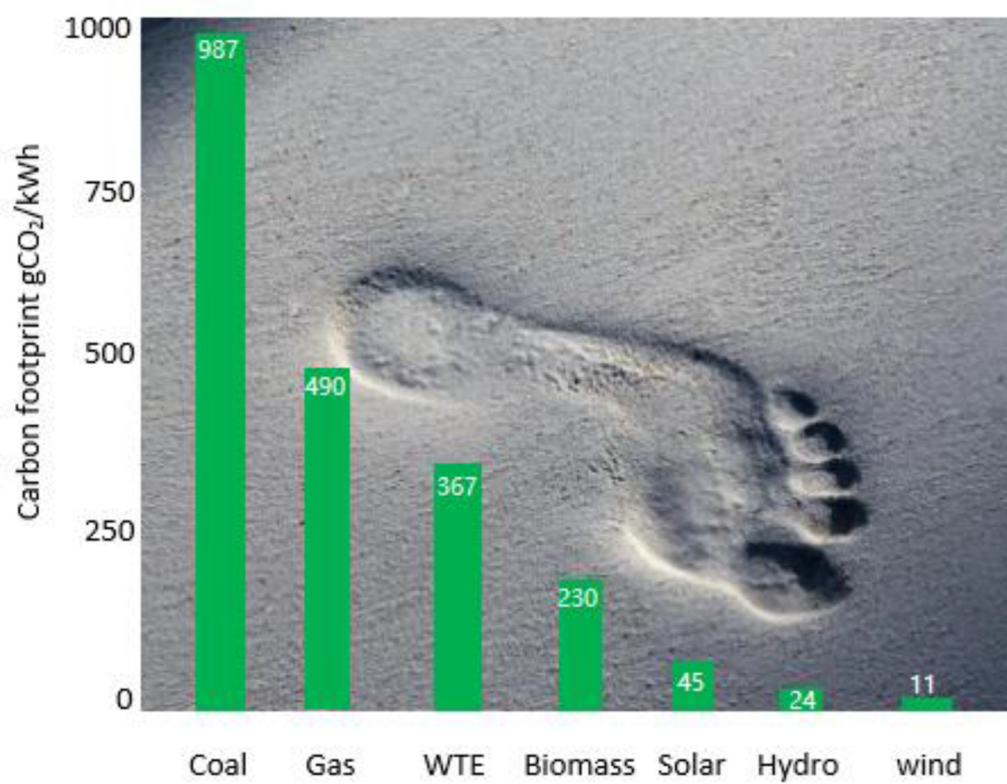 Carbon footprint gCO₂/kWh
1000
750
500
250
0
987
490
367
230
45
24
11
Coal
Gas
WTE
Biomass
Solar
Hydro
wind